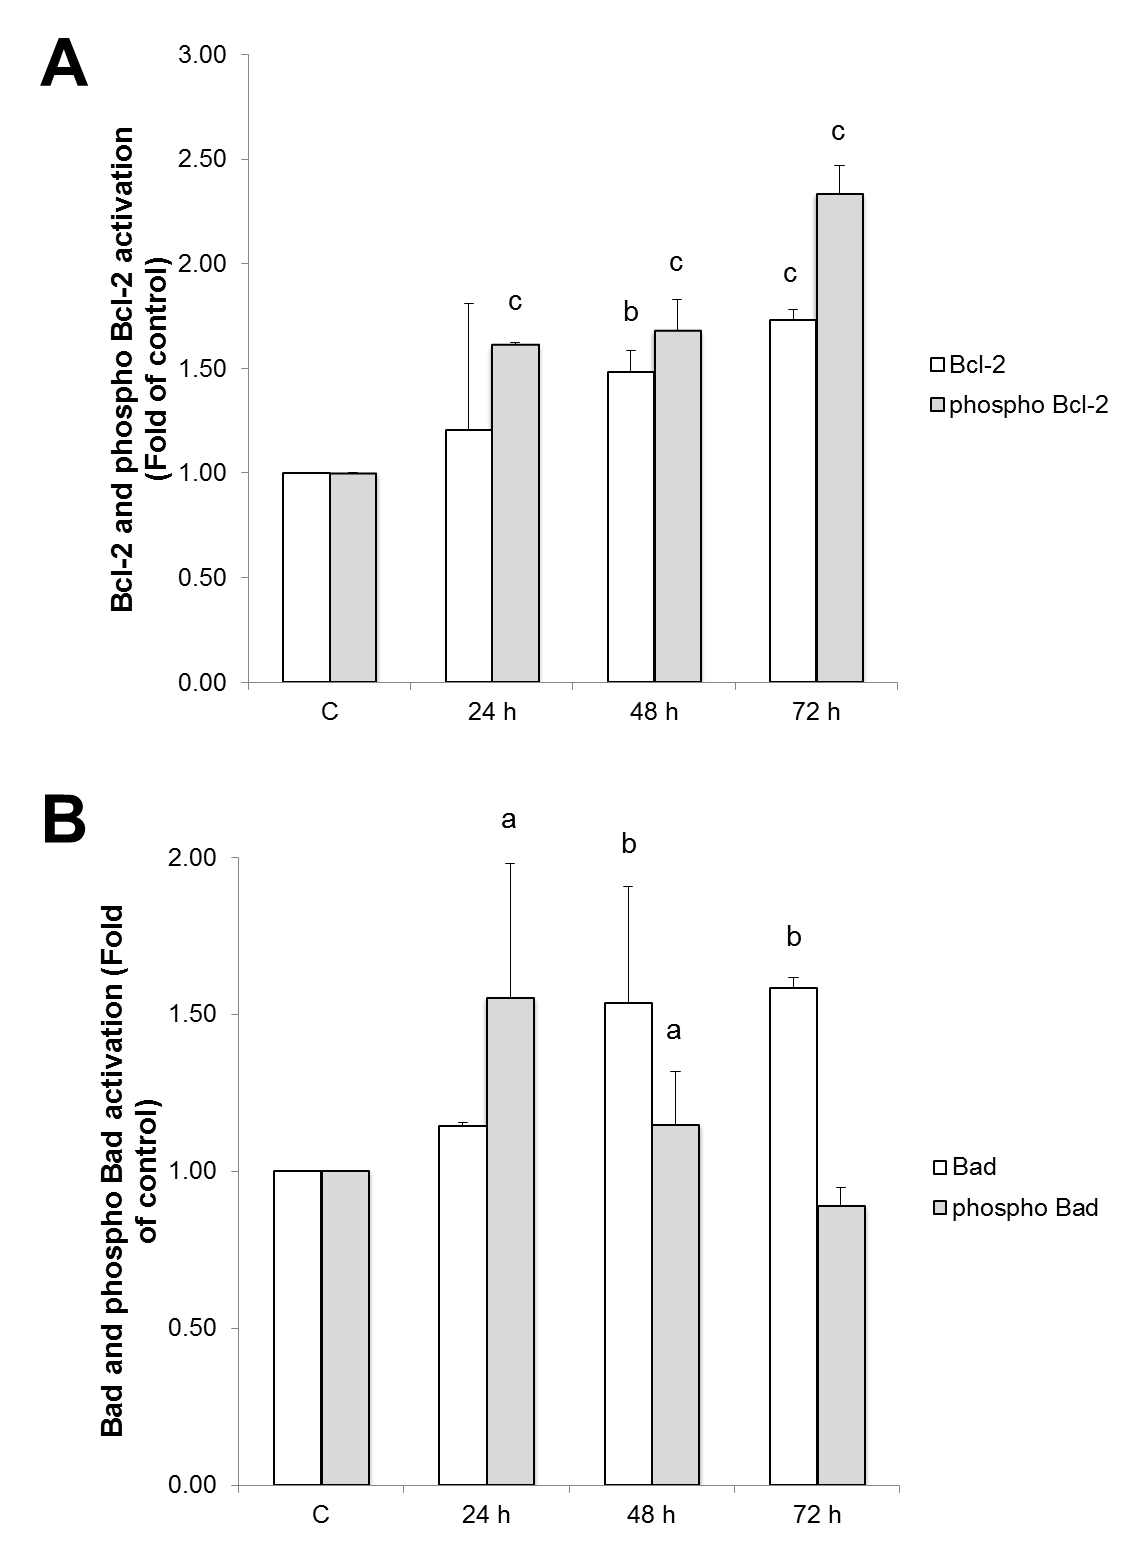 A
3.00
2.50
2.00
1.50
1.00
0.50
0.00
Bcl-2 and phospho Bcl-2 activation
(Fold of control)
c
b
c
c
c
C
24 h
48 h
72 h
Bcl-2
phospho Bcl-2
B
2.00
1.50
1.00
0.50
0.00
Bad and phospho Bad activation (Fold
of control)
a
b
a
b
C
24 h
48 h
72 h
Bad
phospho Bad